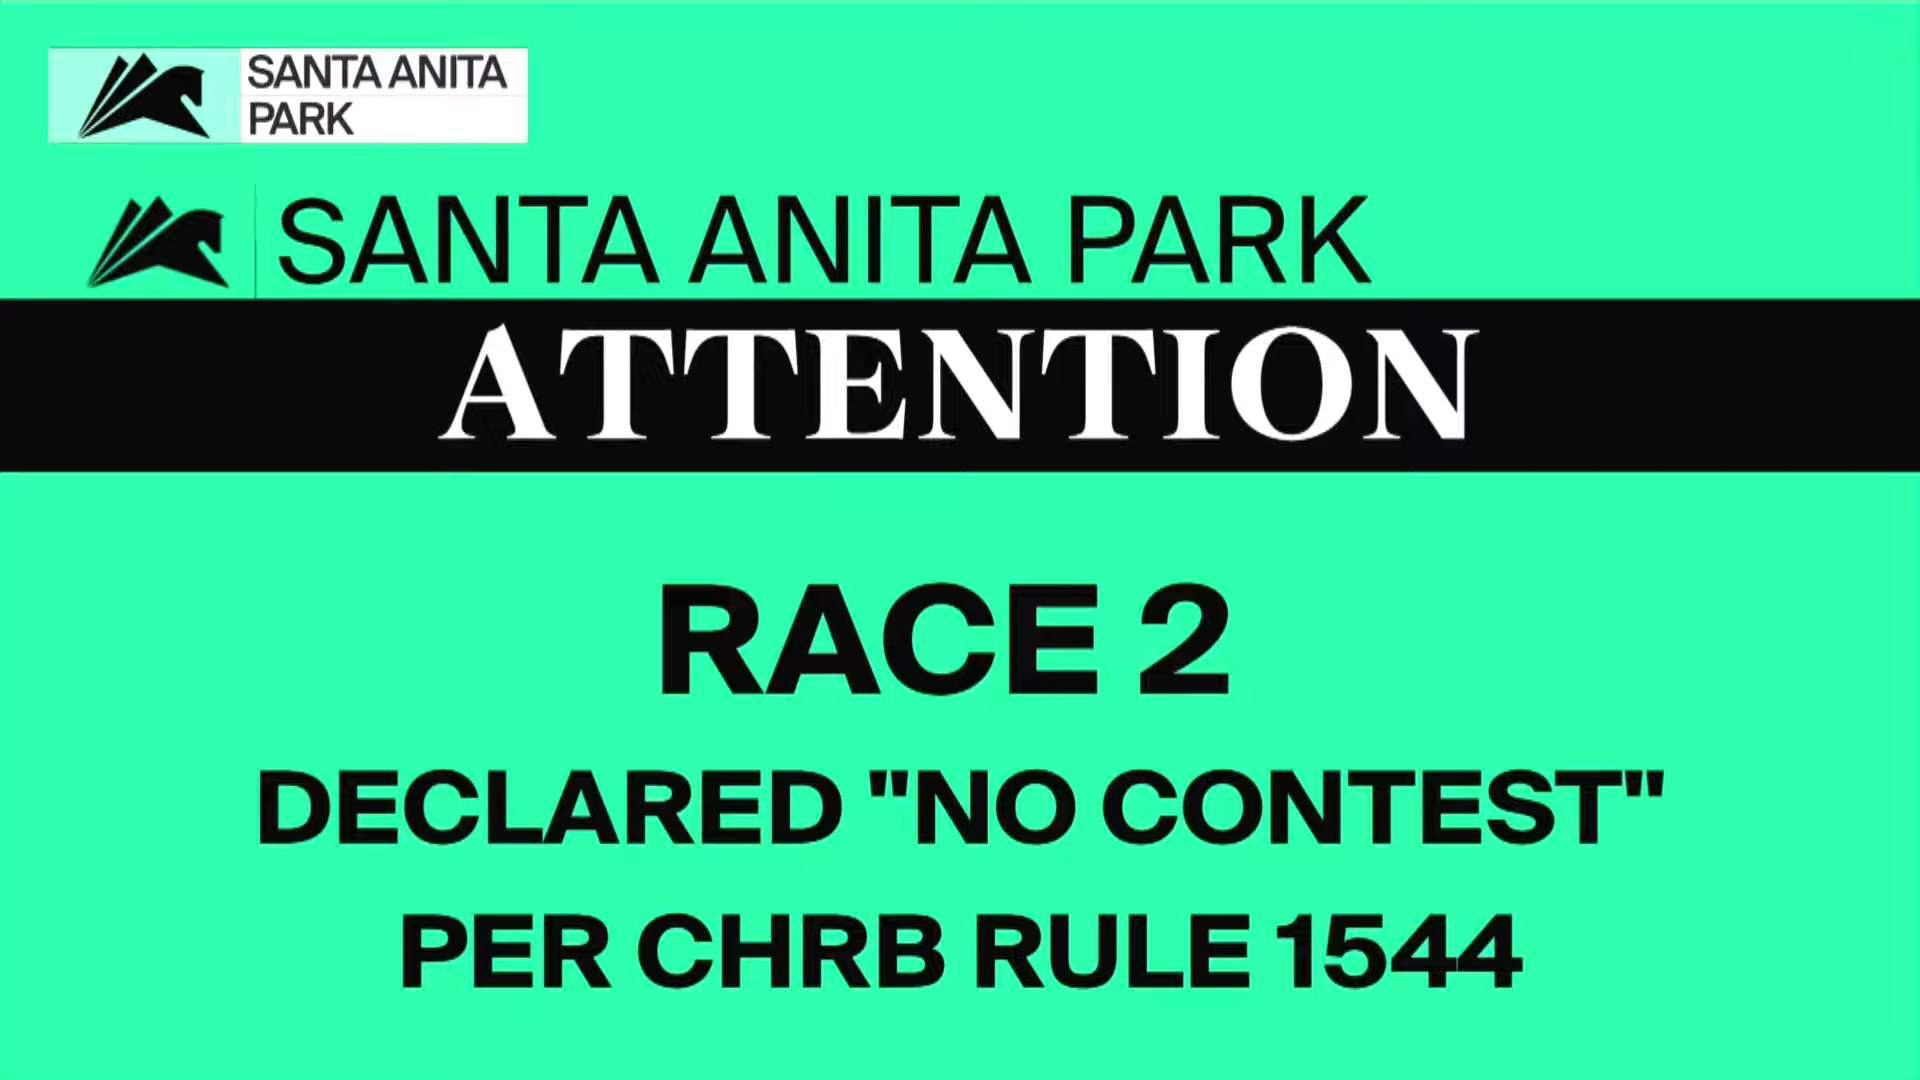 SANTA ANITA
PARK
SANTA ANITA PARK
ATTENTION
RACE 2
DECLARED "NO CONTEST"
PER CHRB RULE 1544